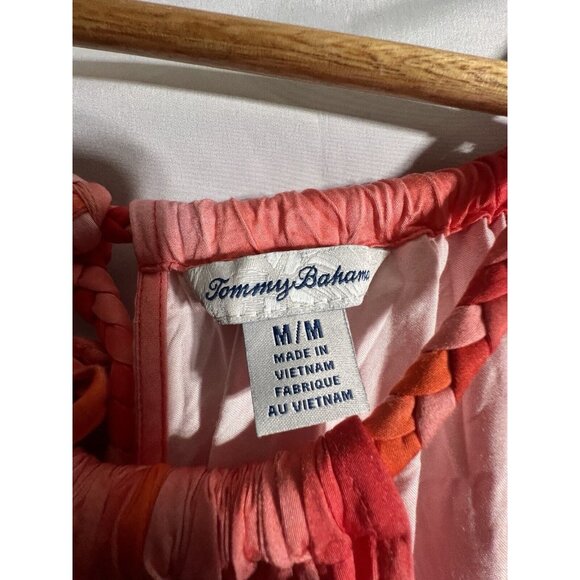 Tommy Bahama
M/M
MADE IN
VIETNAM
FABRIQUE
AU VIETNAM